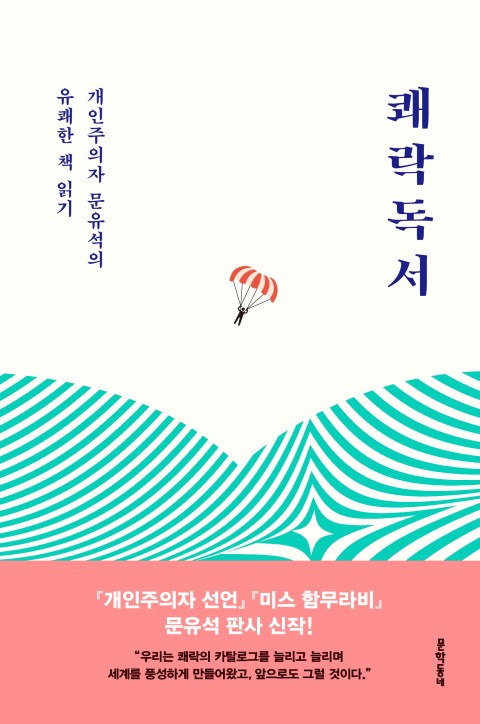 쾌락독서
개인주의자 문유석의
유쾌한 책 읽기
『개인주의자 선언』『미스 함무라비』
문유석 판사 신작!
“우리는 쾌락의 카탈로그를 늘리고 늘리며
세계를 풍성하게 만들어왔고, 앞으로도 그럴 것이다.”
문학동네